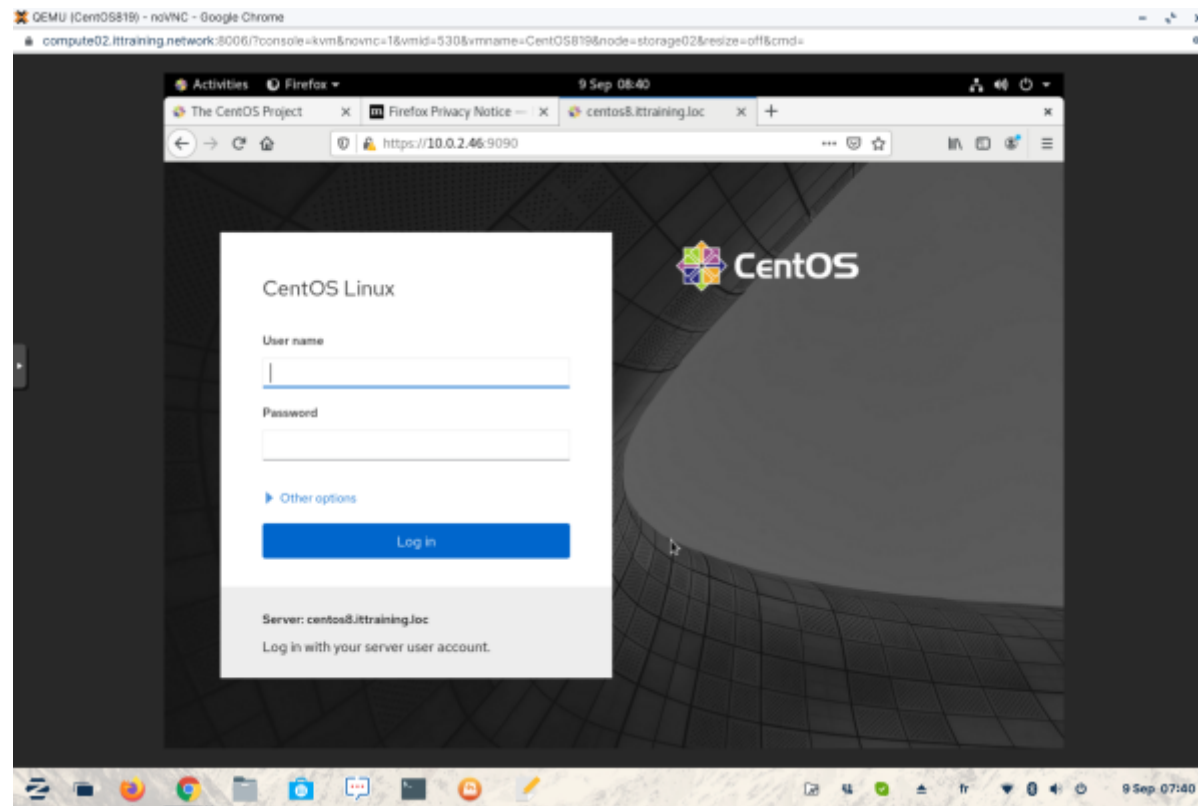 QEMU (CentOS819) - noVNC - Google Chrome
compute02.ittraining.network:8006/?console=kvm&novnc=1&vmid=530&vmname=CentOS819&node=storage02&resize=off&cmd=
Activities Firefox 9 Sep 08:40
The CentOS Project Firefox Privacy Notice — centos8.ittraining.loc
https://10.0.2.46:9090
CentOS
CentOS Linux
User name
Password
Other options
Log in
Server: centos8.ittraining.loc
Log in with your server user account.
fr 9 Sep 07:40